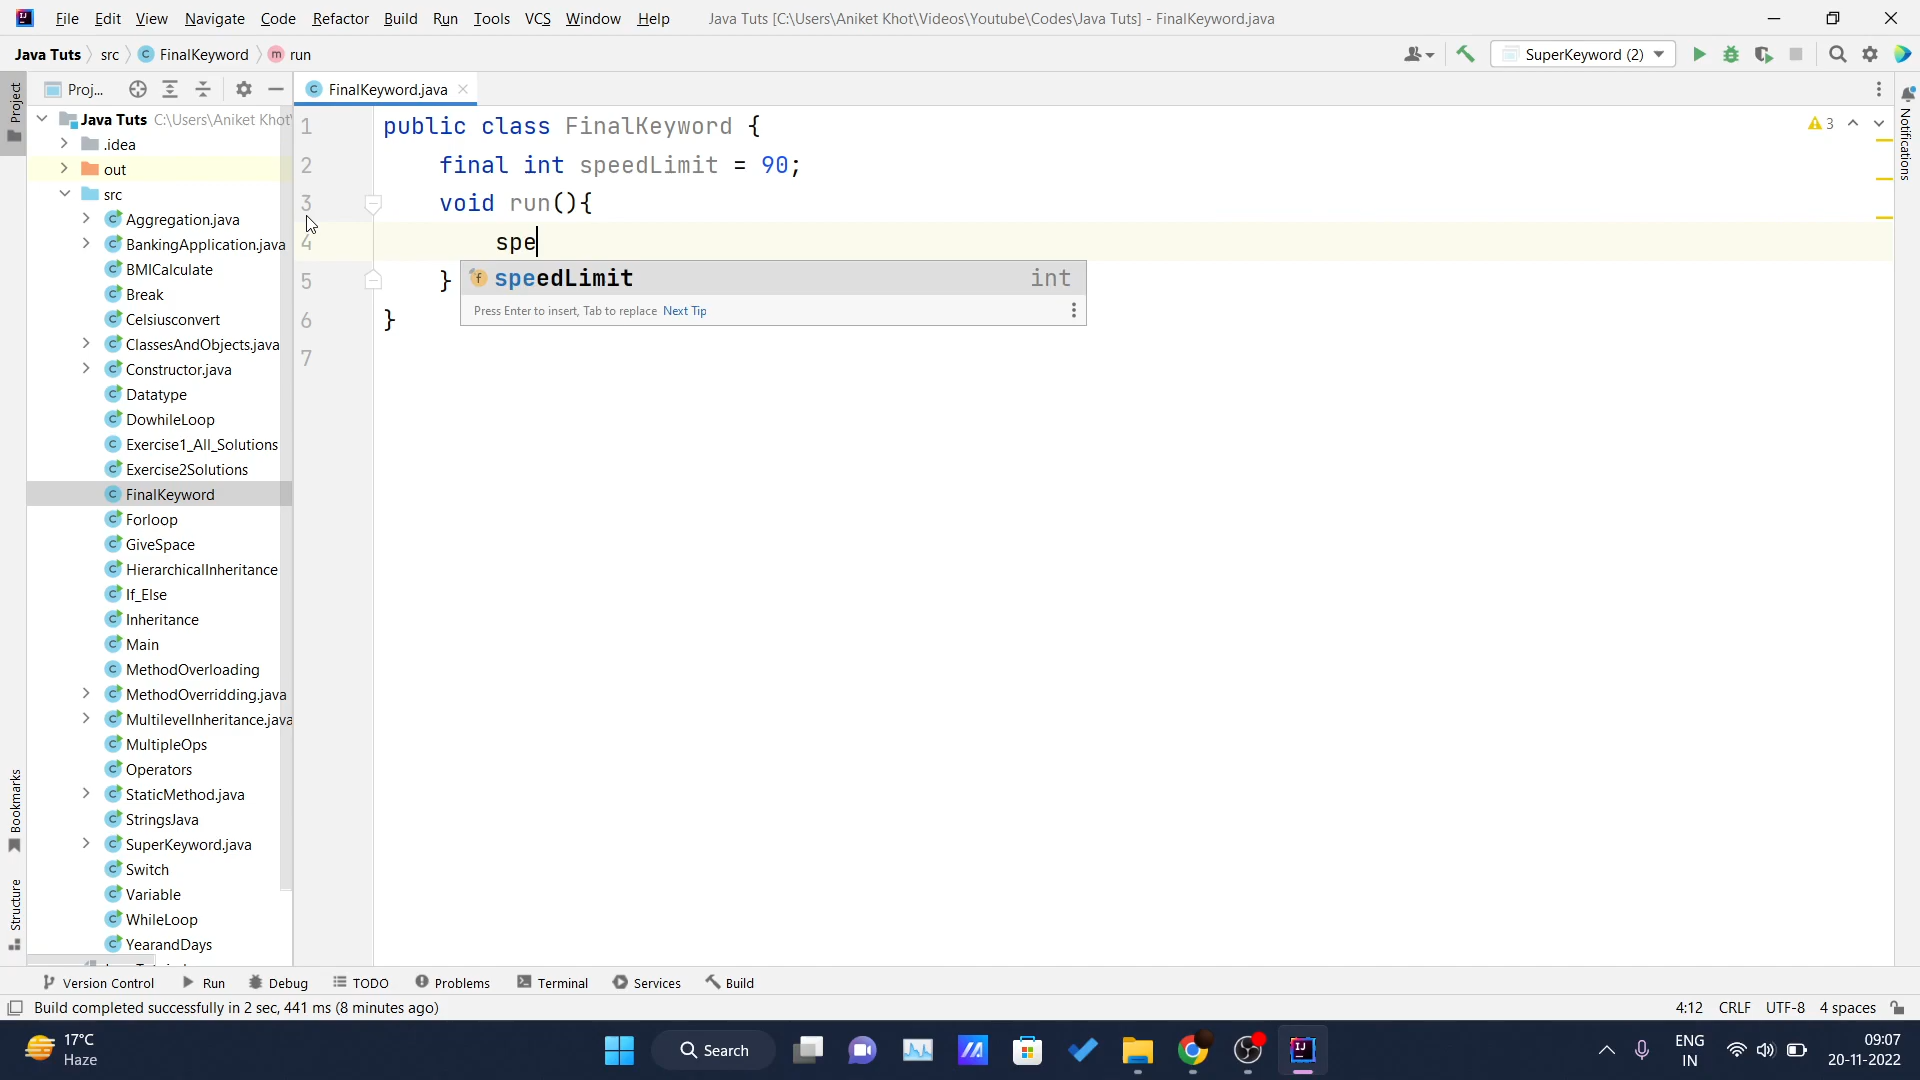 File Edit View Navigate Code Refactor Build Run Tools VCS Window Help Java Tuts [C:\Users\Aniket Khot\Videos\Youtube\Codes\Java Tuts] - FinalKeyword.java
Java Tuts src FinalKeyword run SuperKeyword (2)
Project
Proj...
FinalKeyword.java
Java Tuts C:\Users\Aniket Khot\
.idea
out
src
Aggregation.java
BankingApplication.java
BMICalculate
Break
Celsiusconvert
ClassesAndObjects.java
Constructor.java
Datatype
DowhileLoop
Exercise1_All_Solutions
Exercise2Solutions
FinalKeyword
Forloop
GiveSpace
HierarchicalInheritance
If_Else
Inheritance
Main
MethodOverloading
MethodOverridding.java
MultilevelInheritance.java
MultipleOps
Operators
StaticMethod.java
StringsJava
SuperKeyword.java
Switch
Variable
WhileLoop
YearandDays
Bookmarks
Structure
1 public class FinalKeyword {
2 final int speedLimit = 90;
3 void run(){
4 spe
5 }
6 }
7
speedLimit int
Press Enter to insert, Tab to replace Next Tip
3
Notifications
Version Control Run Debug TODO Problems Terminal Services Build
Build completed successfully in 2 sec, 441 ms (8 minutes ago) 4:12 CRLF UTF-8 4 spaces
17°C
Haze
Search
ENG
IN
09:07
20-11-2022